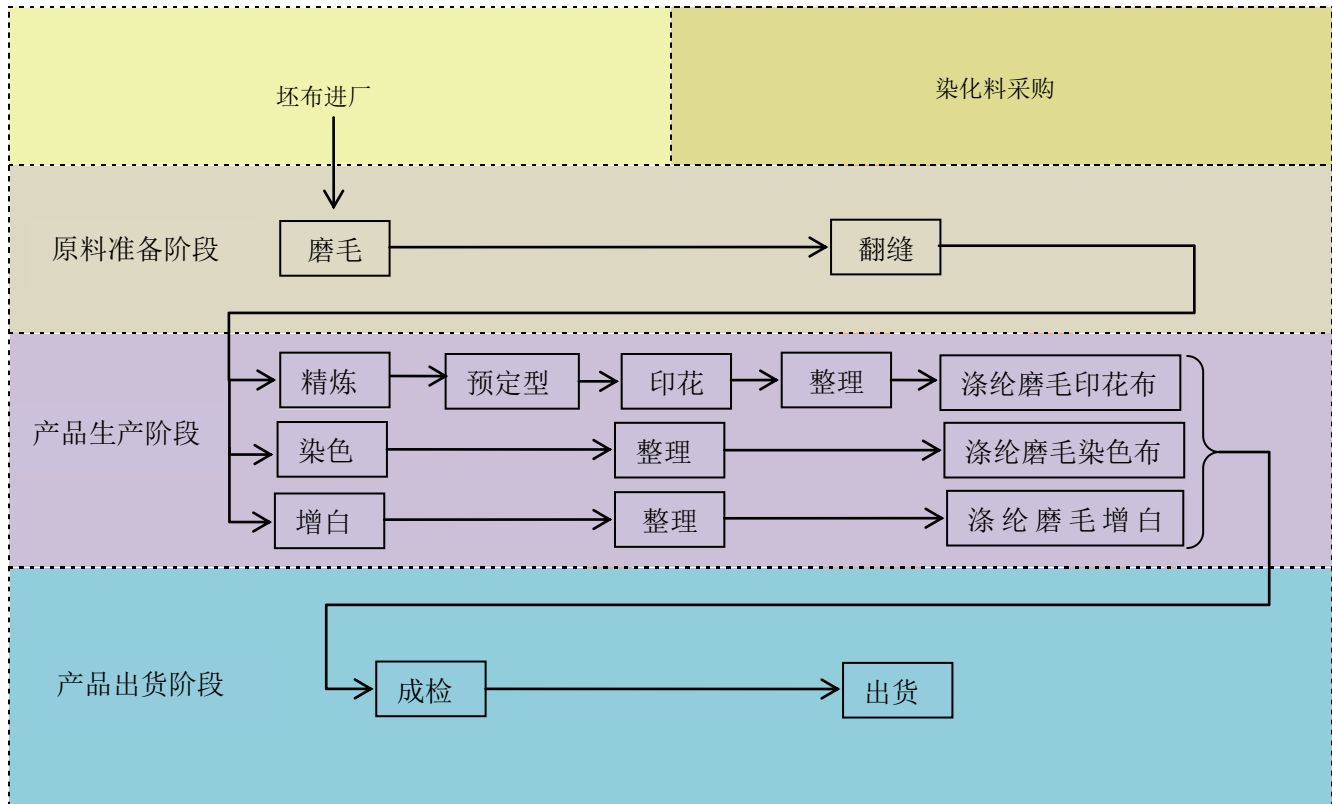 坯布进厂
染化料采购
原料准备阶段
磨毛
翻缝
产品生产阶段
精炼
预定型
印花
整理
涤纶磨毛印花布
染色
整理
涤纶磨毛染色布
增白
整理
涤纶磨毛增白
产品出货阶段
成检
出货